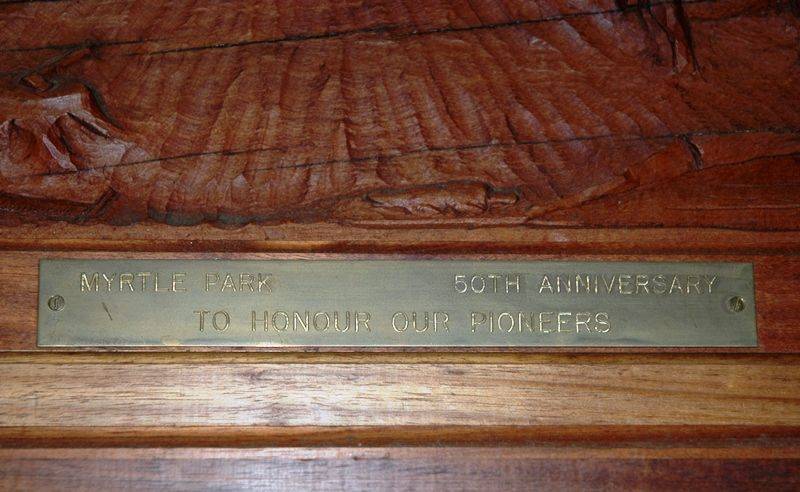 MYRTLE PARK 50TH ANNIVERSARY
TO HONOUR OUR PIONEERS